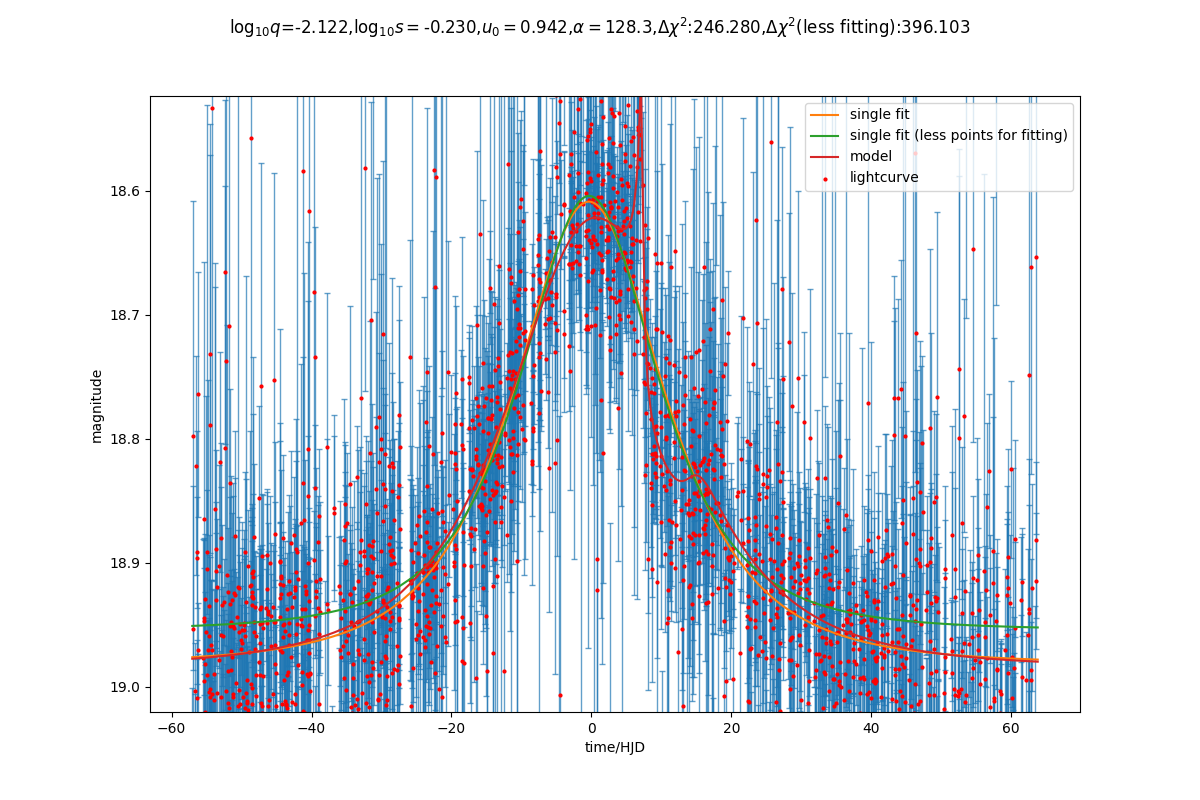 log₁₀q=-2.122,log₁₀s = -0.230,u₀ = 0.942,α = 128.3,Δχ²:246.280,Δχ²(less fitting):396.103
single fit
single fit (less points for fitting)
model
lightcurve
magnitude
18.6
18.7
18.8
18.9
19.0
−60
−40
−20
0
20
40
60
time/HJD